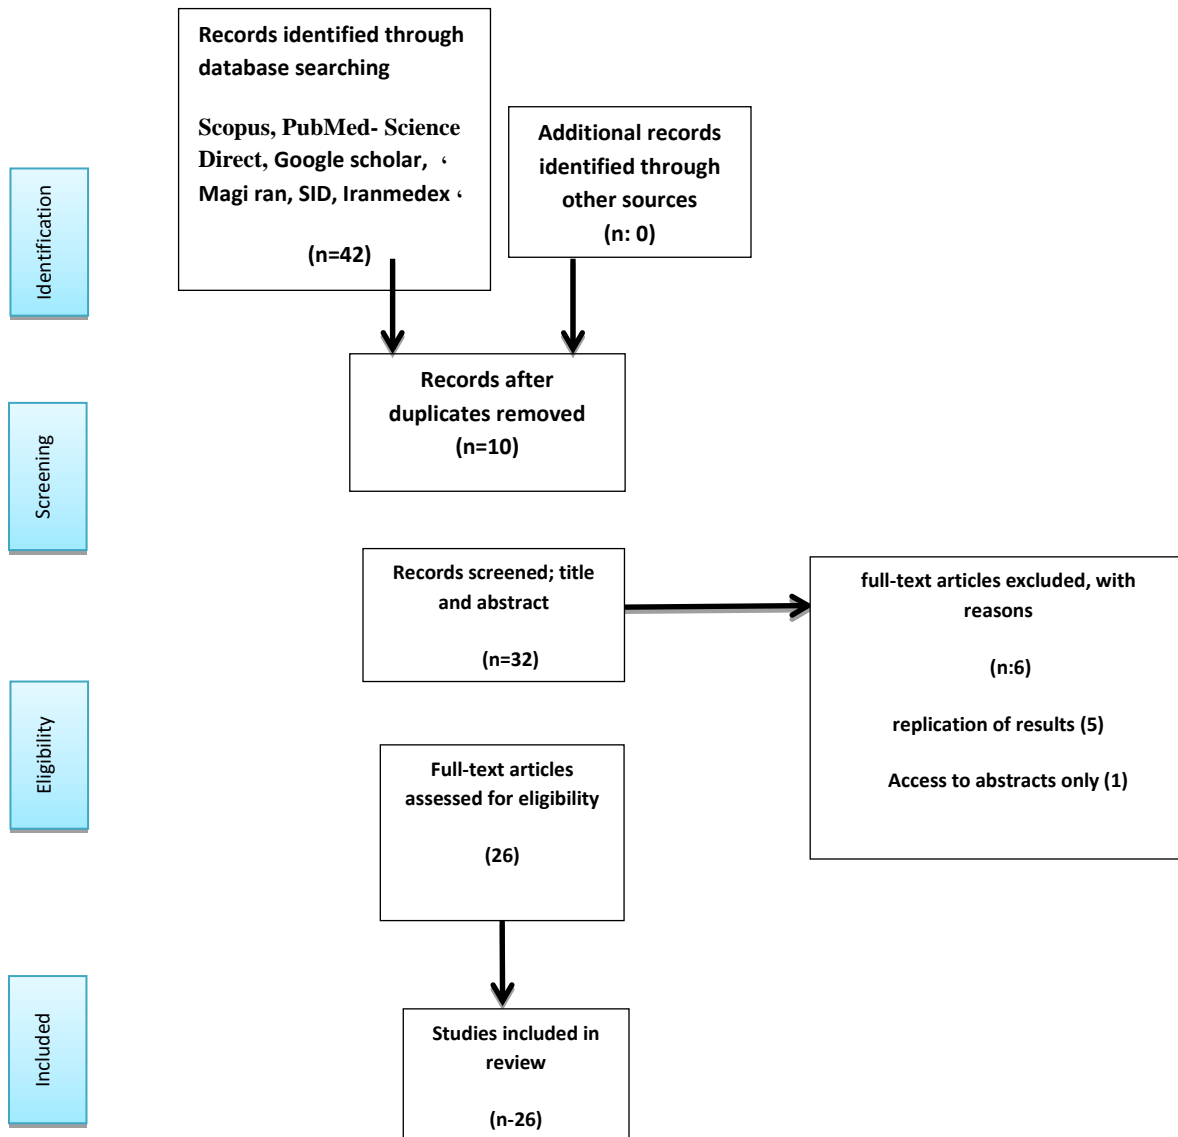 Records identified through
database searching
Scopus, PubMed- Science
Direct, Google scholar, ‘
Magi ran, SID, Iranmedex ‘
(n=42)
Additional records
identified through
other sources
(n: 0)
Identification
Records after
duplicates removed
(n=10)
Screening
Records screened; title
and abstract
(n=32)
full-text articles excluded, with
reasons
(n:6)
replication of results (5)
Access to abstracts only (1)
Eligibility
Full-text articles
assessed for eligibility
(26)
Included
Studies included in
review
(n-26)